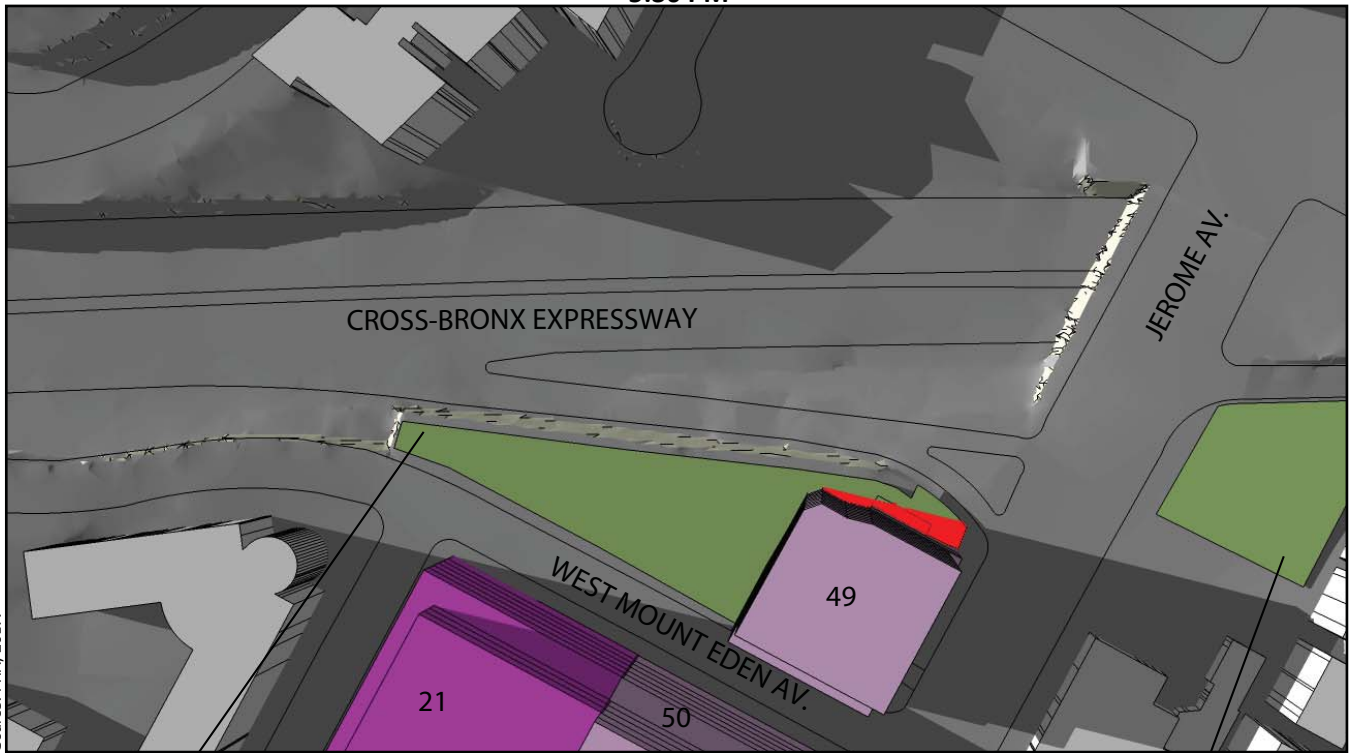 CROSS-BRONX EXPRESSWAY
JEROME AV.
WEST MOUNT EDEN AV.
49
21
50